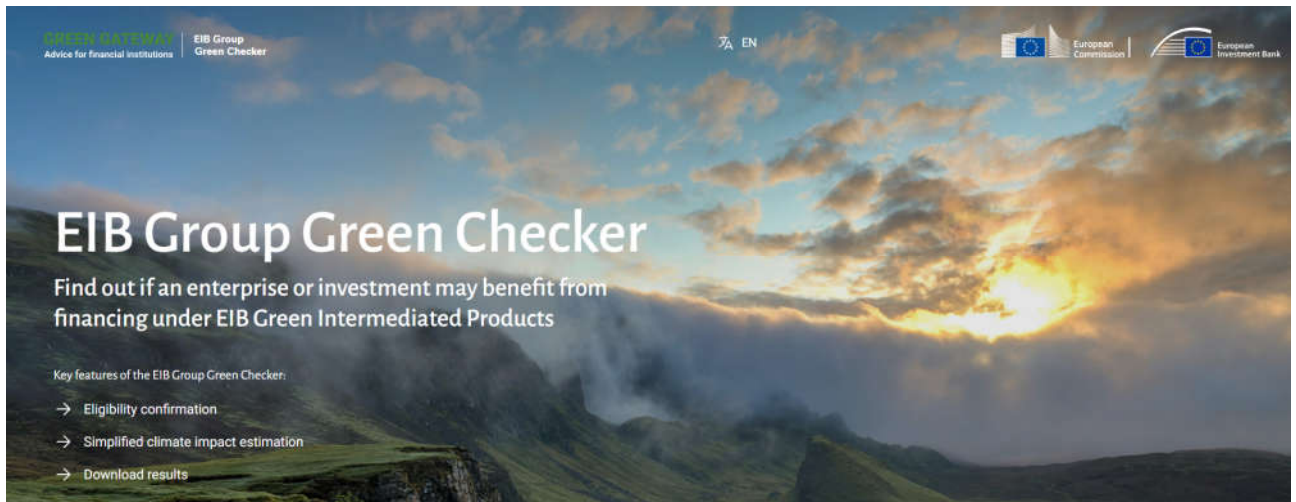 GREEN GATEWAY
Advice for financial institutions
EIB Group
Green Checker
EN
European
Commission
European
Investment Bank
EIB Group Green Checker
Find out if an enterprise or investment may benefit from
financing under EIB Green Intermediated Products
Key features of the EIB Group Green Checker:
→ Eligibility confirmation
→ Simplified climate impact estimation
→ Download results